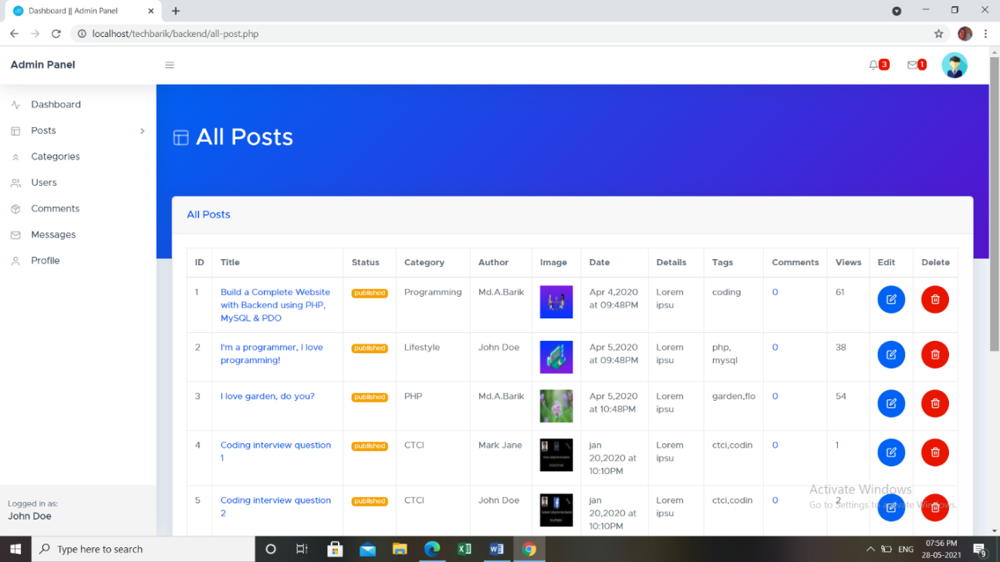 Dashboard || Admin Panel
localhost/techbarik/backend/all-post.php
Admin Panel
3
1
Dashboard
Posts
Categories
Users
Comments
Messages
Profile
Logged in as:
John Doe
All Posts
All Posts
ID Title Status Category Author Image Date Details Tags Comments Views Edit Delete
1 Build a Complete Website published Programming Md.A.Barik Apr 4,2020 Lorem coding 0 61
with Backend using PHP, at 09:48PM ipsu
MySQL & PDO
2 I'm a programmer, I love published Lifestyle John Doe Apr 5,2020 Lorem php, 0 38
programming! at 09:48PM ipsu mysql
3 I love garden, do you? published PHP Md.A.Barik Apr 5,2020 Lorem garden,flo 0 54
at 10:48PM ipsu
4 Coding interview question published CTCI Mark Jane jan Lorem ctci,codin 0 1
1 20,2020 at ipsu
10:10PM
5 Coding interview question published CTCI John Doe jan Lorem ctci,codin 0 2
2 20,2020 at ipsu
10:10PM
Activate Windows
Go to Settings to activate Windows.
Type here to search
ENG
07:56 PM
28-05-2021
9